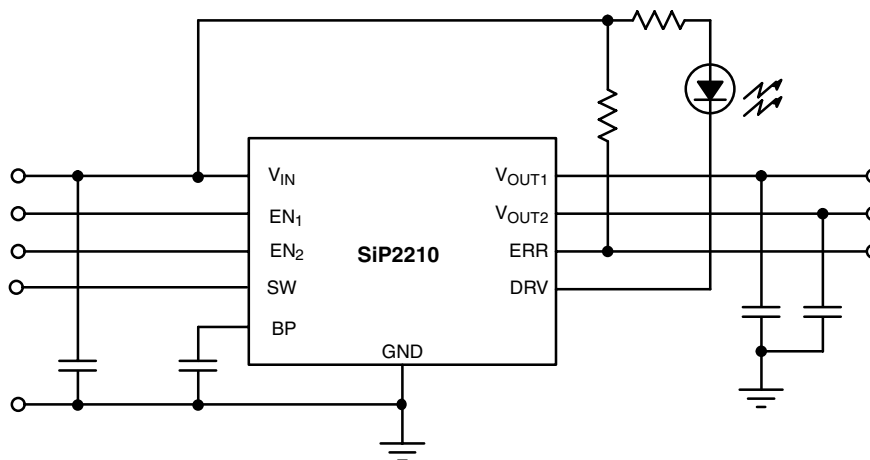 V_IN
EN_1
EN_2
SW
BP
GND
SiP2210
V_OUT1
V_OUT2
ERR
DRV